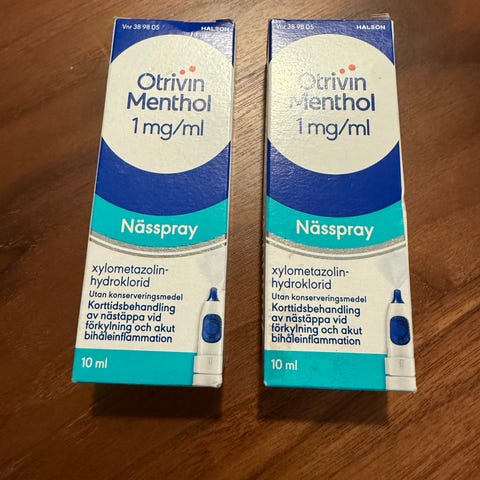 Vnr 38 98 05 HALEON
Otrivin
Menthol
1 mg/ml
Nässpray
xylometazolin-
hydroklorid
Utan konserveringsmedel
Korttidsbehandling
av nästäppa vid
förkylning och akut
bihåleinflammation
10 ml
Vnr 38 98 05 HALEON
Otrivin
Menthol
1 mg/ml
Nässpray
xylometazolin-
hydroklorid
Utan konserveringsmedel
Korttidsbehandling
av nästäppa vid
förkylning och akut
bihåleinflammation
10 ml